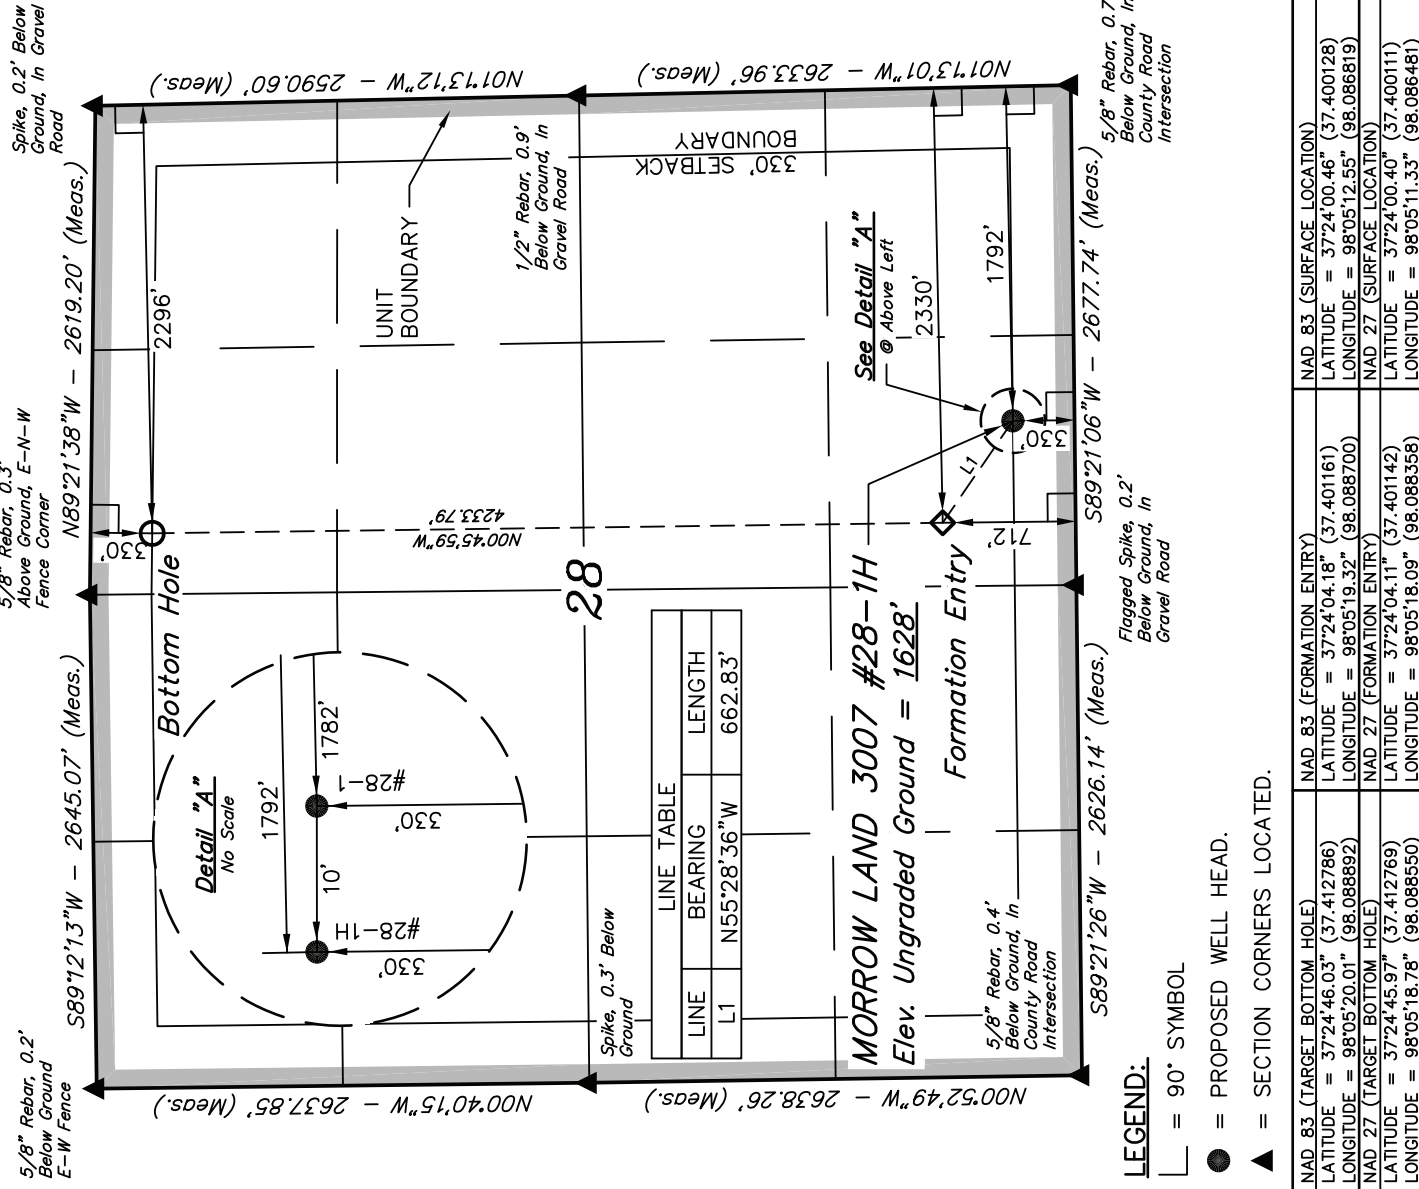 Spike, 0.2' Below
Ground, In Gravel
Road
5/8" Rebar, 0.3'
Above Ground, E-N-W
Fence Corner
5/8" Rebar, 0.2'
Below Ground
E-W Fence
S89°12'13"W - 2645.07' (Meas.)
N89°21'38"W - 2619.20' (Meas.)
N01°13'12"W - 2590.60' (Meas.)
N01°13'01"W - 2633.96' (Meas.)
2296'
330'
Bottom Hole
UNIT
BOUNDARY
330' SETBACK
BOUNDARY
1/2" Rebar, 0.9'
Below Ground, In
Gravel Road
N00°45'59"W
4233.79'
28
Detail "A"
No Scale
1792'
1782'
10'
#28-1
330'
#28-1H
330'
Spike, 0.3' Below
Ground
LINE TABLE
LINE BEARING LENGTH
L1 N55°28'36"W 662.83'
See Detail "A"
@ Above Left
2330'
1792'
L1
330'
712'
MORROW LAND 3007 #28-1H
Elev. Ungraded Ground = 1628'
Formation Entry
5/8" Rebar, 0.4'
Below Ground, In
County Road
Intersection
N00°40'15"W - 2637.85' (Meas.)
N00°52'49"W - 2638.26' (Meas.)
S89°21'26"W - 2626.14' (Meas.)
S89°21'06"W - 2677.74' (Meas.)
Flagged Spike, 0.2'
Below Ground, In
Gravel Road
5/8" Rebar, 0.7
Below Ground, In
County Road
Intersection
LEGEND:
= 90° SYMBOL
= PROPOSED WELL HEAD.
= SECTION CORNERS LOCATED.
NAD 83 (TARGET BOTTOM HOLE)
LATITUDE = 37°24'46.03" (37.412786)
LONGITUDE = 98°05'20.01" (98.088892)
NAD 27 (TARGET BOTTOM HOLE)
LATITUDE = 37°24'45.97" (37.412769)
LONGITUDE = 98°05'18.78" (98.088550)
NAD 83 (FORMATION ENTRY)
LATITUDE = 37°24'04.18" (37.401161)
LONGITUDE = 98°05'19.32" (98.088700)
NAD 27 (FORMATION ENTRY)
LATITUDE = 37°24'04.11" (37.401142)
LONGITUDE = 98°05'18.09" (98.088358)
NAD 83 (SURFACE LOCATION)
LATITUDE = 37°24'00.46" (37.400128)
LONGITUDE = 98°05'12.55" (98.086819)
NAD 27 (SURFACE LOCATION)
LATITUDE = 37°24'00.40" (37.400111)
LONGITUDE = 98°05'11.33" (98.086481)